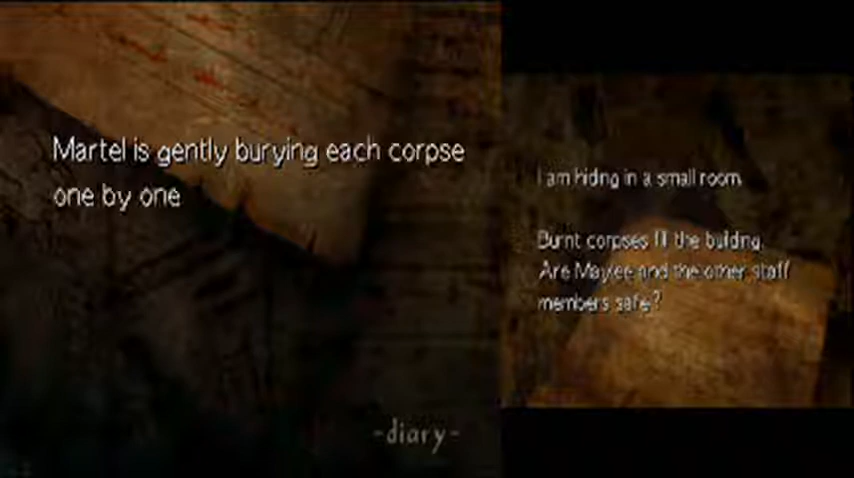 Martel is gently burying each corpse
one by one
-diary-
I am hiding in a small room.
Burnt corpses fill the building.
Are Maylee and the other staff
members safe?